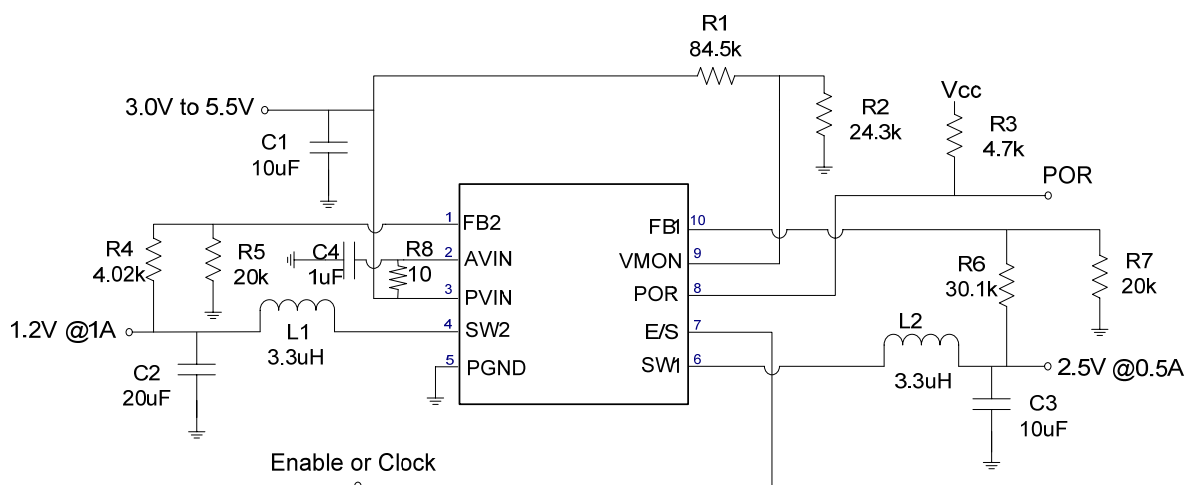 R1
84.5k
3.0V to 5.5V
C1
10uF
R2
24.3k
Vcc
R3
4.7k
POR
1
FB2
10
FB1
R4
4.02k
R5
20k
C4
1uF
R8
10
2
AVIN
9
VMON
3
PVIN
8
POR
R6
30.1k
R7
20k
1.2V @1A
L1
3.3uH
4
SW2
7
E/S
L2
3.3uH
5
PGND
6
SW1
2.5V @0.5A
C2
20uF
C3
10uF
Enable or Clock